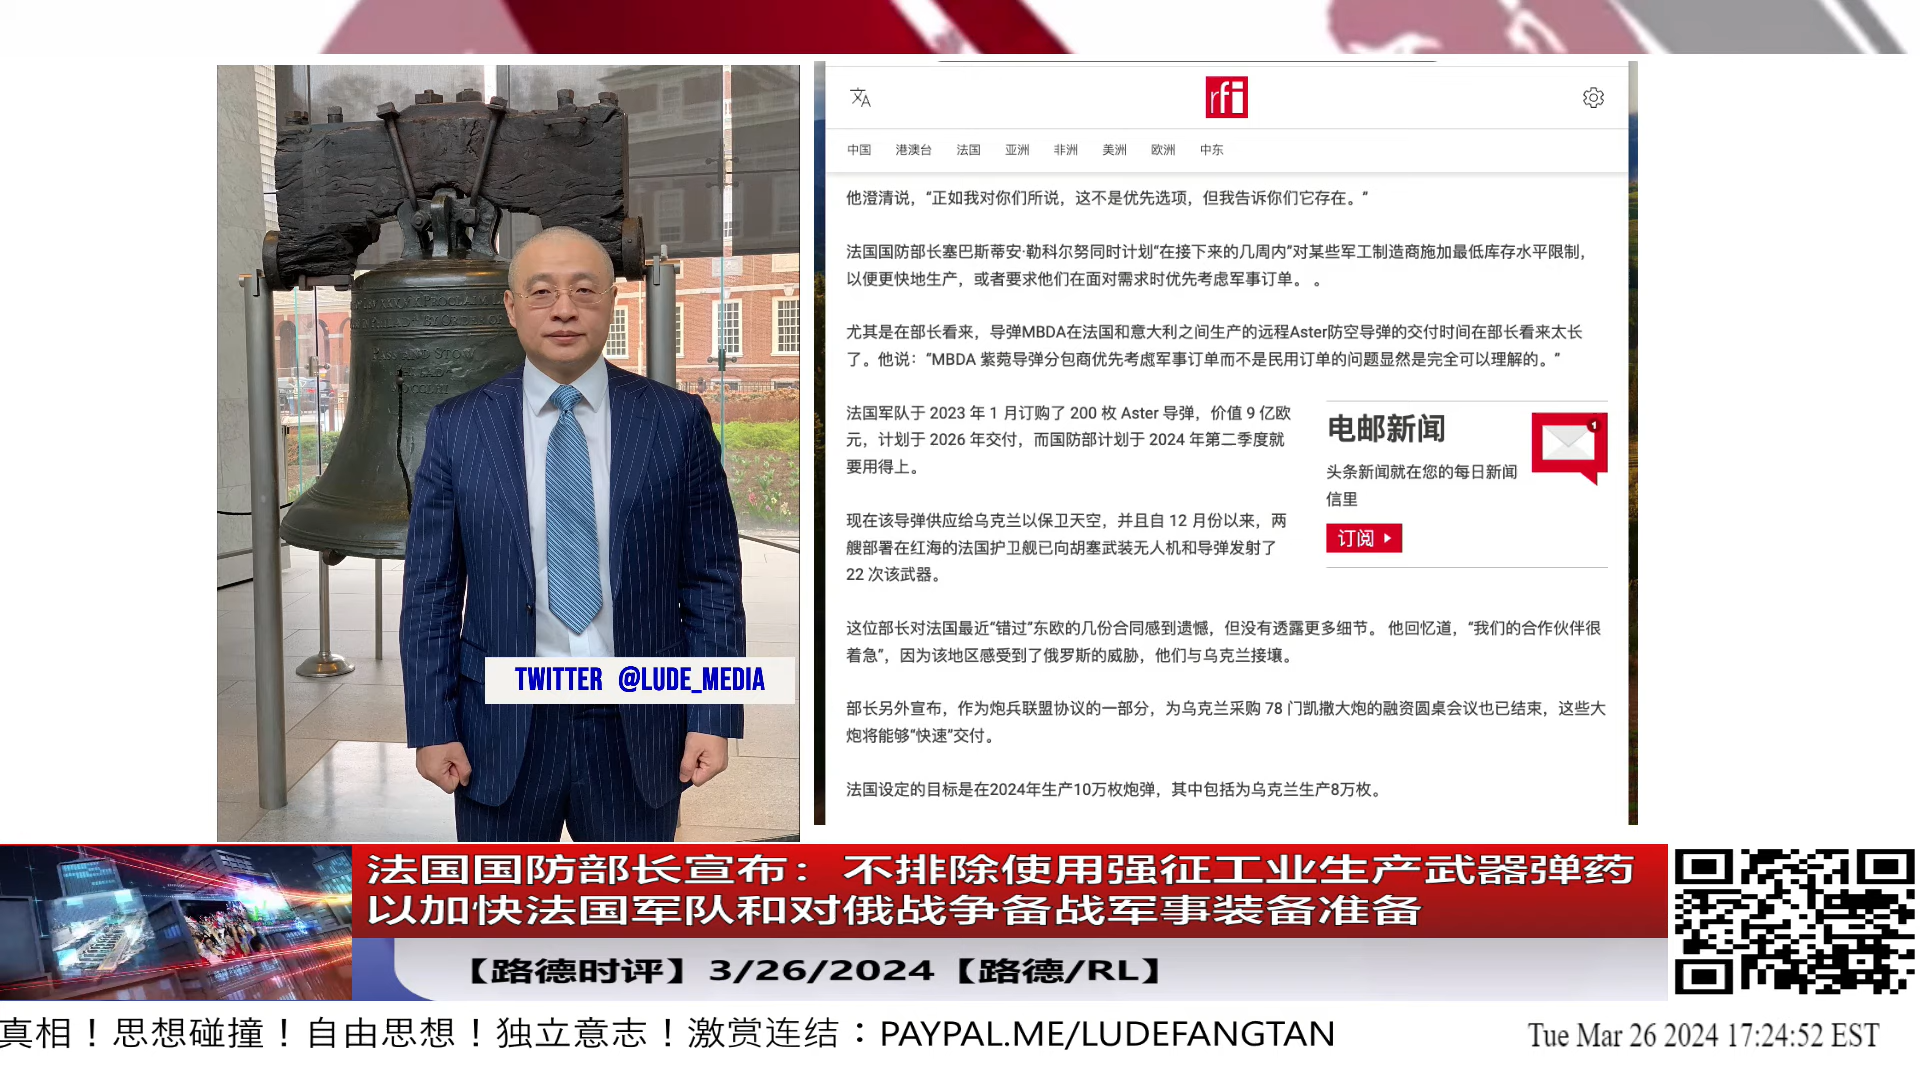 rfi
中国 港澳台 法国 亚洲 非洲 美洲 欧洲 中东
他澄清说，“正如我对你们所说，这不是优先选项，但我告诉你们它存在。”
法国国防部长塞巴斯蒂安·勒科尔努同时计划“在接下来的几周内”对某些军工制造商施加最低库存水平限制，
以便更快地生产，或者要求他们在面对需求时优先考虑军事订单。 。
尤其是在部长看来，导弹MBDA在法国和意大利之间生产的远程Aster防空导弹的交付时间在部长看来太长
了。他说：“MBDA 紫菀导弹分包商优先考虑军事订单而不是民用订单的问题显然是完全可以理解的。”
法国军队于 2023 年 1 月订购了 200 枚 Aster 导弹，价值 9 亿欧
元，计划于 2026 年交付，而国防部计划于 2024 年第二季度就
要用得上。
现在该导弹供应给乌克兰以保卫天空，并且自 12 月份以来，两
艘部署在红海的法国护卫舰已向胡塞武装无人机和导弹发射了
22 次该武器。
电邮新闻
1
头条新闻就在您的每日新闻
信里
订阅
这位部长对法国最近“错过”东欧的几份合同感到遗憾，但没有透露更多细节。 他回忆道，“我们的合作伙伴很
着急”，因为该地区感受到了俄罗斯的威胁，他们与乌克兰接壤。
部长另外宣布，作为炮兵联盟协议的一部分，为乌克兰采购 78 门凯撒大炮的融资圆桌会议也已结束，这些大
炮将能够“快速”交付。
法国设定的目标是在2024年生产10万枚炮弹，其中包括为乌克兰生产8万枚。
PASS AND STOW
TWITTER @LUDE_MEDIA
法国国防部长宣布：不排除使用强征工业生产武器弹药
以加快法国军队和对俄战争备战军事装备准备
【路德时评】3/26/2024【路德/RL】
真相！思想碰撞！自由思想！独立意志！激赏连结：PAYPAL.ME/LUDEFANGTAN
Tue Mar 26 2024 17:24:52 EST